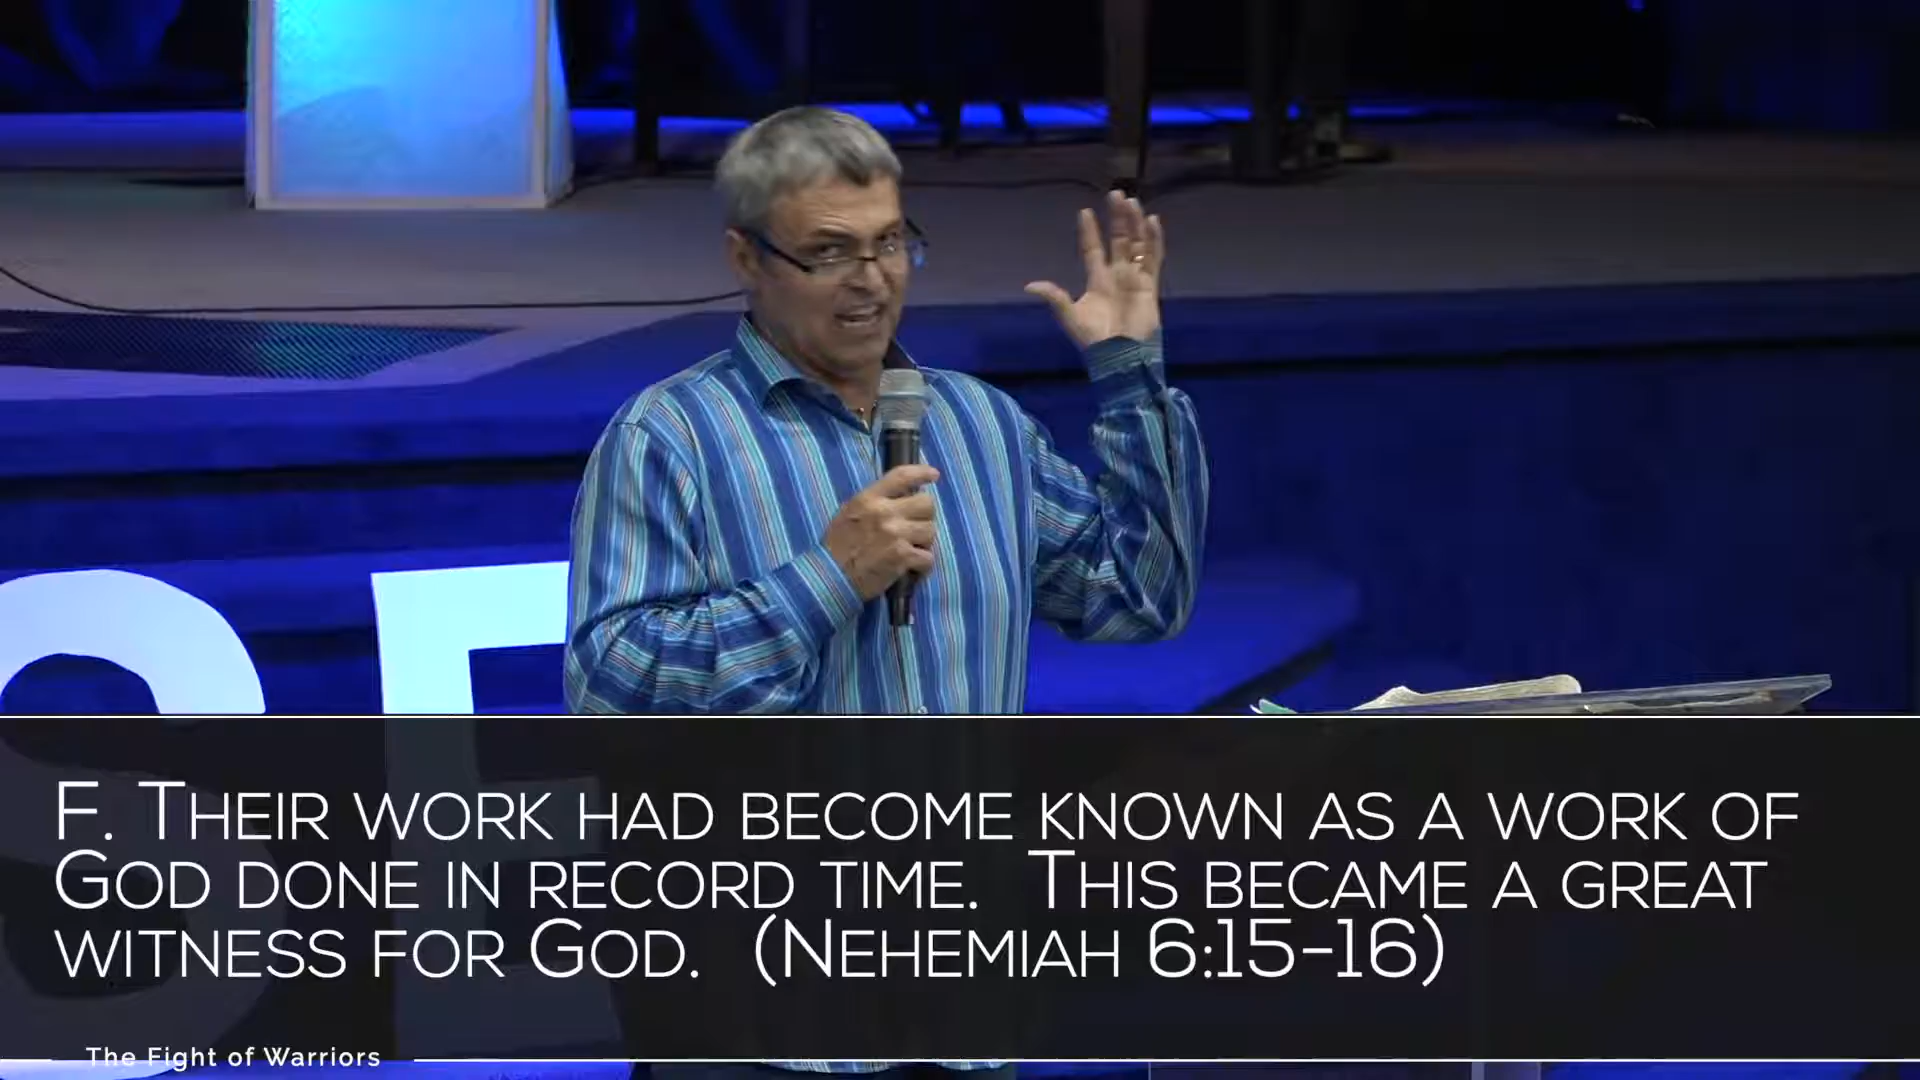 SE
F. Their work had become known as a work of
God done in record time. This became a great
witness for God. (Nehemiah 6:15-16)
The Fight of Warriors